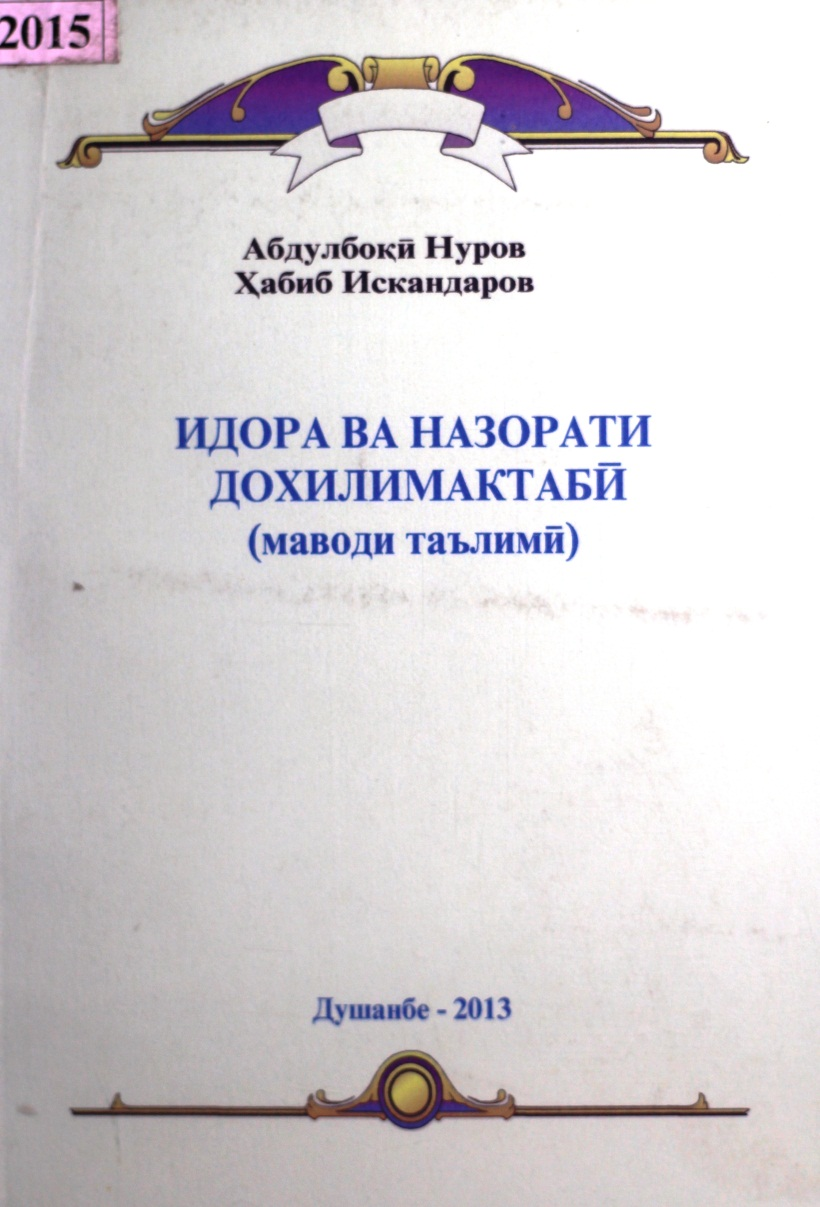 2015
Абдулбоқӣ Нуров
Ҳабиб Искандаров
ИДОРА ВА НАЗОРАТИ
ДОХИЛИМАКТАБӢ
(маводи таълимӣ)
Душанбе - 2013